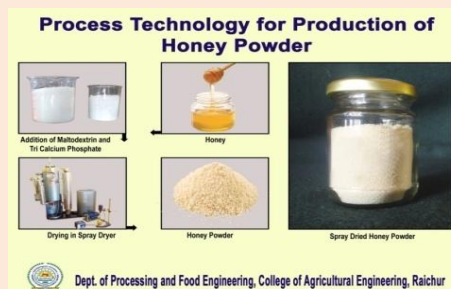 Process Technology for Production of
Honey Powder
Addition of Maltodextrin and
Tri Calcium Phosphate
Honey
Drying in Spray Dryer
Honey Powder
Spray Dried Honey Powder
Dept. of Processing and Food Engineering, College of Agricultural Engineering, Raichur